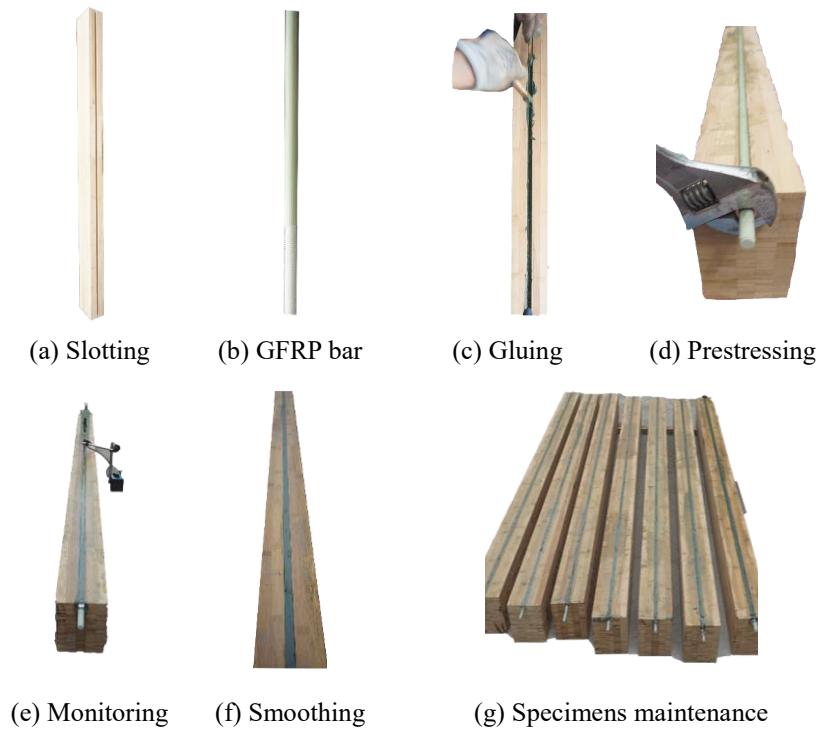 (a) Slotting
(b) GFRP bar
(c) Gluing
(d) Prestressing
(e) Monitoring
(f) Smoothing
(g) Specimens maintenance